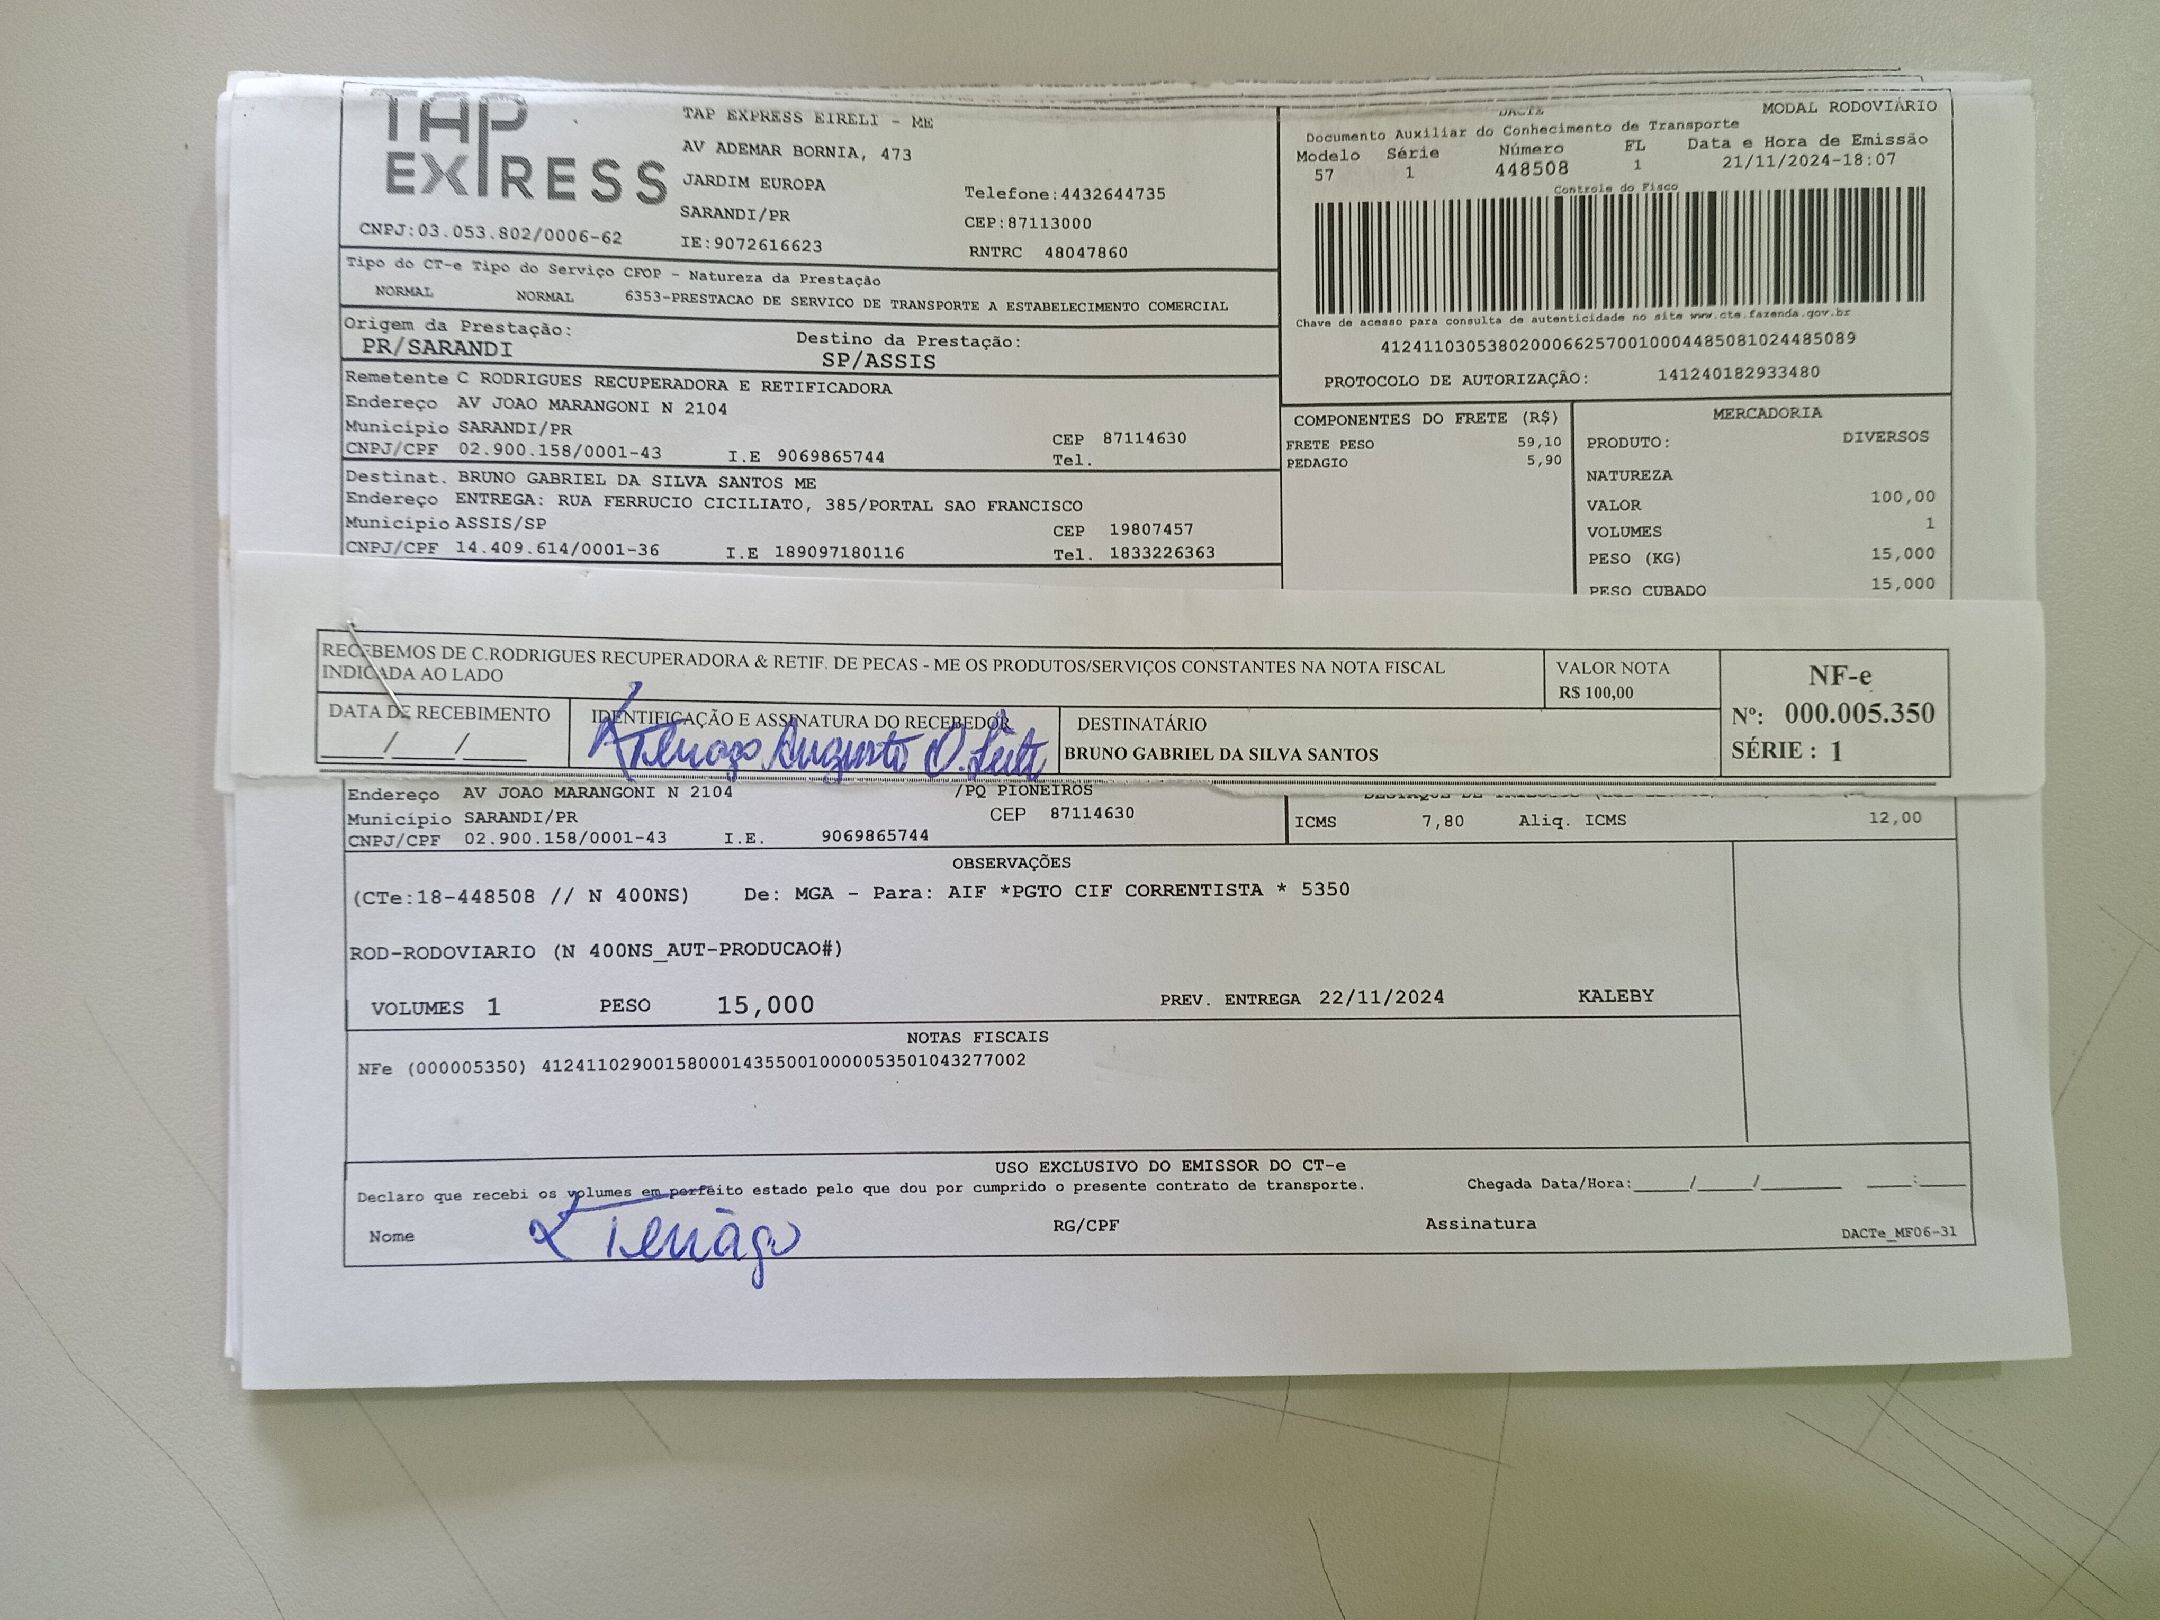 TAP EXPRESS
TAP EXPRESS EIRELI - ME
AV ADEMAR BORNIA, 473
JARDIM EUROPA
SARANDI/PR
IE:9072616623
CNPJ:03.053.802/0006-62
Telefone:4432644735
CEP:87113000
RNTRC 48047860
MODAL RODOVIÁRIO
Documento Auxiliar do Conhecimento de Transporte
Modelo Série Número FL Data e Hora de Emissão
57 1 448508 1 21/11/2024-18:07
Controle do Fisco
Chave de acesso para consulta de autenticidade no site www.cte.fazenda.gov.br
41241103053802000662570010004485081024485089
PROTOCOLO DE AUTORIZAÇÃO: 141240182933480
Tipo do CT-e Tipo do Serviço CFOP - Natureza da Prestação
NORMAL NORMAL 6353-PRESTACAO DE SERVICO DE TRANSPORTE A ESTABELECIMENTO COMERCIAL
Origem da Prestação: Destino da Prestação:
PR/SARANDI SP/ASSIS
Remetente C RODRIGUES RECUPERADORA E RETIFICADORA
Endereço AV JOAO MARANGONI N 2104
Município SARANDI/PR CEP 87114630
CNPJ/CPF 02.900.158/0001-43 I.E 9069865744 Tel.
Destinat. BRUNO GABRIEL DA SILVA SANTOS ME
Endereço ENTREGA: RUA FERRUCIO CICILIATO, 385/PORTAL SAO FRANCISCO
Município ASSIS/SP CEP 19807457
CNPJ/CPF 14.409.614/0001-36 I.E 189097180116 Tel. 1833226363
COMPONENTES DO FRETE (R$)
FRETE PESO 59,10
PEDAGIO 5,90
MERCADORIA
PRODUTO: DIVERSOS
NATUREZA
VALOR 100,00
VOLUMES 1
PESO (KG) 15,000
PESO CUBADO 15,000
RECEBEMOS DE C.RODRIGUES RECUPERADORA & RETIF. DE PECAS - ME OS PRODUTOS/SERVIÇOS CONSTANTES NA NOTA FISCAL
INDICADA AO LADO
VALOR NOTA
R$ 100,00
NF-e
Nº: 000.005.350
SÉRIE : 1
DATA DE RECEBIMENTO
___/___/___
IDENTIFICAÇÃO E ASSINATURA DO RECEBEDOR
Augusto O.
DESTINATÁRIO
BRUNO GABRIEL DA SILVA SANTOS
Endereço AV JOAO MARANGONI N 2104 /PQ PIONEIROS
Município SARANDI/PR CEP 87114630
CNPJ/CPF 02.900.158/0001-43 I.E. 9069865744
ICMS 7,80 Aliq. ICMS 12,00
OBSERVAÇÕES
(CTe:18-448508 // N 400NS) De: MGA - Para: AIF *PGTO CIF CORRENTISTA * 5350
ROD-RODOVIARIO (N 400NS_AUT-PRODUCAO#)
VOLUMES 1 PESO 15,000 PREV. ENTREGA 22/11/2024 KALEBY
NOTAS FISCAIS
NFe (000005350) 41241102900158000143550010000053501043277002
USO EXCLUSIVO DO EMISSOR DO CT-e
Declaro que recebi os volumes em perfeito estado pelo que dou por cumprido o presente contrato de transporte. Chegada Data/Hora:____/____/____ ____:____
Nome RG/CPF Assinatura
DACTe_MF06-31